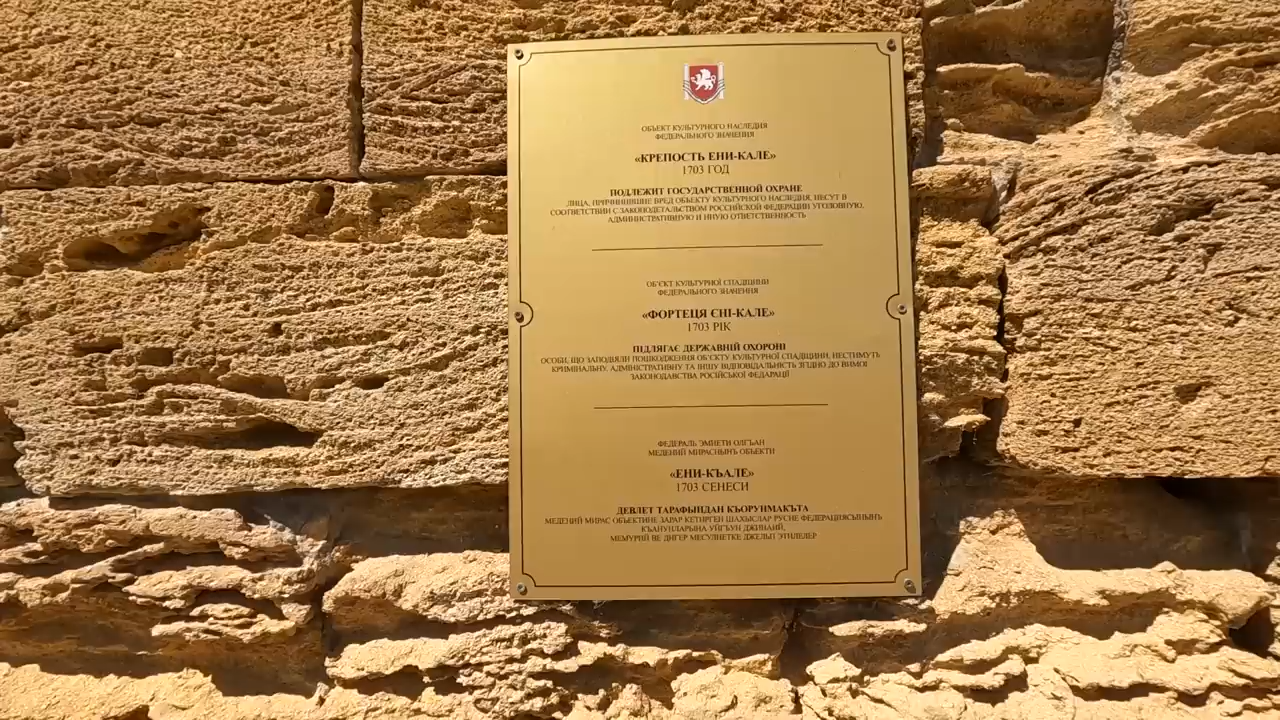 ОБЪЕКТ КУЛЬТУРНОГО НАСЛЕДИЯ
ФЕДЕРАЛЬНОГО ЗНАЧЕНИЯ
«КРЕПОСТЬ ЕНИ-КАЛЕ»
1703 ГОД
ПОДЛЕЖИТ ГОСУДАРСТВЕННОЙ ОХРАНЕ
ЛИЦА, ПРИЧИНИВШИЕ ВРЕД ОБЪЕКТУ КУЛЬТУРНОГО НАСЛЕДИЯ, НЕСУТ В
СООТВЕТСТВИИ С ЗАКОНОДАТЕЛЬСТВОМ РОССИЙСКОЙ ФЕДЕРАЦИИ УГОЛОВНУЮ,
АДМИНИСТРАТИВНУЮ И ИНУЮ ОТВЕТСТВЕННОСТЬ
ОБ'ЄКТ КУЛЬТУРНОЇ СПАДЩИНИ
ФЕДЕРАЛЬНОГО ЗНАЧЕННЯ
«ФОРТЕЦЯ ЄНІ-КАЛЕ»
1703 РІК
ПІДЛЯГАЄ ДЕРЖАВНІЙ ОХОРОНІ
ОСОБИ, ЩО ЗАПОДІЯЛИ ПОШКОДЖЕННЯ ОБ'ЄКТУ КУЛЬТУРНОЇ СПАДЩИНИ, НЕСТИМУТЬ
КРИМІНАЛЬНУ, АДМІНІСТРАТИВНУ ТА ІНШУ ВІДПОВІДАЛЬНІСТЬ ЗГІДНО ДО ВИМОГ
ЗАКОНОДАВСТВА РОСІЙСЬКОЇ ФЕДАРАЦІЇ
ФЕДЕРАЛЬ ЭМИЕТИ ОЛГЪАН
МЕДЕНИЙ МИРАСНЫНЪ ОБЪЕКТИ
«ЕНИ-КЪАЛЕ»
1703 СЕНЕСИ
ДЕВЛЕТ ТАРАФЫНДАН КЪОРУНМАКЪТА
МЕДЕНИЙ МИРАС ОБЪЕКТИНЕ ЗАРАР КЕТИРГЕН ШАХЫСЛАР РУСИЕ ФЕДЕРАЦИЯСЫНЫНЪ
КЪАНУНЛАРЫНА УЙГЪУН ДЖИНАИЙ,
МЕМУРИЙ ВЕ ДИГЕР МЕСУЛИЕТКЕ ДЖЕЛЬП ЭТИЛЕЛЕР